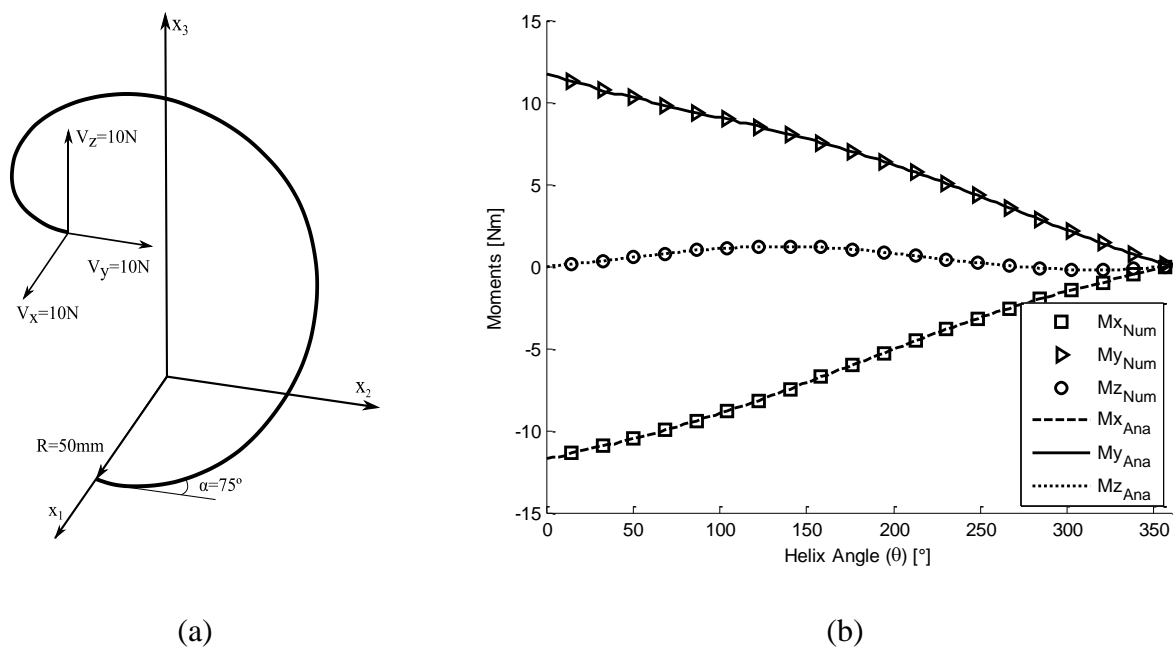 x3
Vz=10N
Vy=10N
Vx=10N
x2
R=50mm
α=75º
x1
(a)
15
10
5
0
-5
-10
-15
Moments [Nm]
0
50
100
150
200
250
300
350
Helix Angle (θ) [°]
MxNum
MyNum
MzNum
MxAna
MyAna
MzAna
(b)